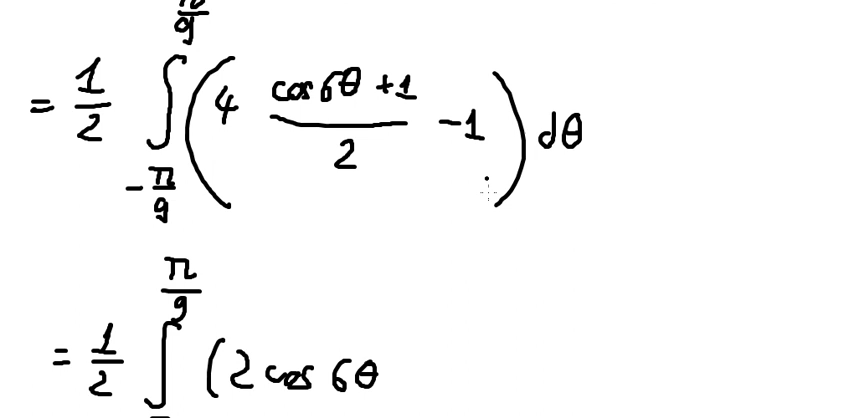 = 1/2 ∫_{-π/9}^{π/9} (4 (cos 6θ + 1)/2 - 1) dθ
= 1/2 ∫^{π/9} (2 cos 6θ